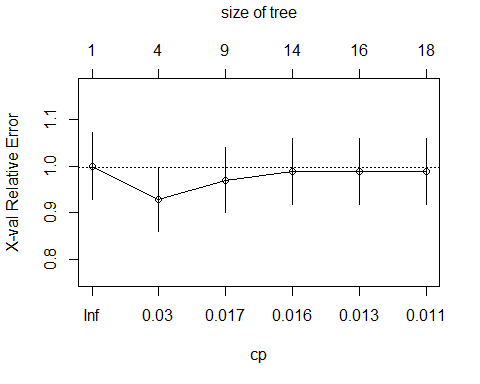 size of tree
1 4 9 14 16 18
X-val Relative Error
1.1
1.0
0.9
0.8
Inf 0.03 0.017 0.016 0.013 0.011
cp